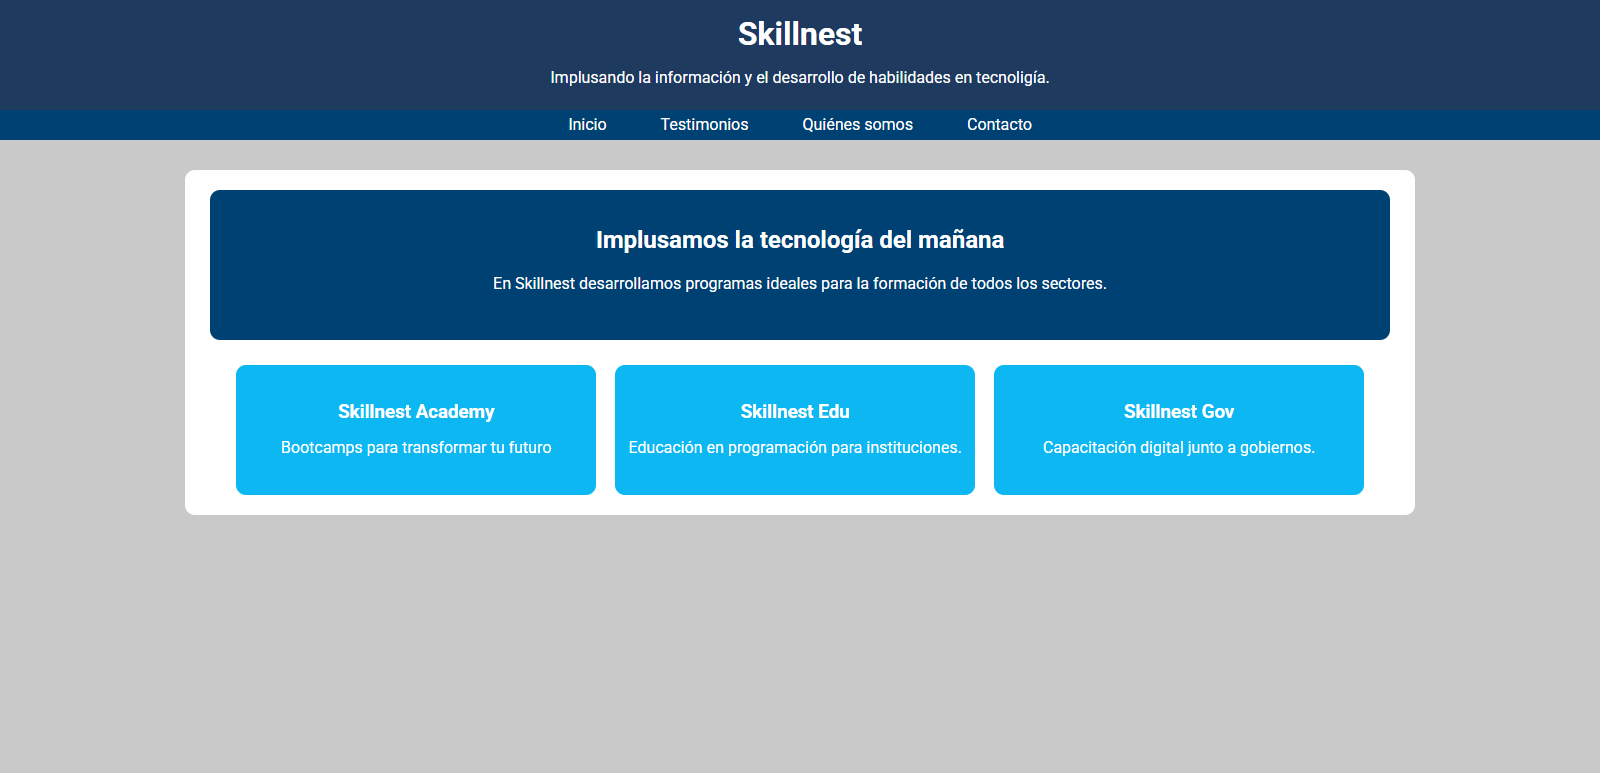 Skillnest
Implusando la información y el desarrollo de habilidades en tecnoligía.
Inicio Testimonios Quiénes somos Contacto
Implusamos la tecnología del mañana
En Skillnest desarrollamos programas ideales para la formación de todos los sectores.
Skillnest Academy
Bootcamps para transformar tu futuro
Skillnest Edu
Educación en programación para instituciones.
Skillnest Gov
Capacitación digital junto a gobiernos.